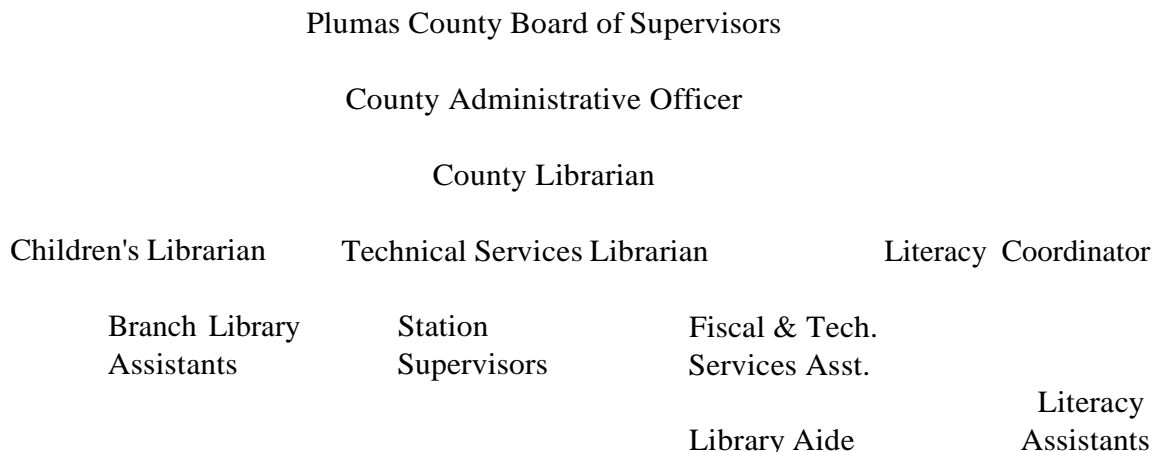 Plumas County Board of Supervisors
County Administrative Officer
County Librarian
Children's Librarian Technical Services Librarian Literacy Coordinator
Branch Library Station Fiscal & Tech.
Assistants Supervisors Services Asst.
Literacy
Library Aide Assistants